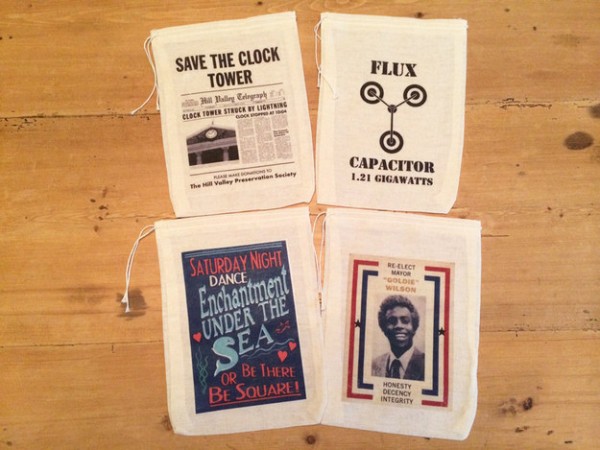 SAVE THE CLOCK
TOWER
Hill Valley Telegraph
CLOCK TOWER STRUCK BY LIGHTNING
CLOCK STOPPED AT 10:04
PLEASE MAKE DONATIONS TO
The Hill Valley Preservation Society
FLUX
CAPACITOR
1.21 GIGAWATTS
SATURDAY NIGHT
DANCE
Enchantment
UNDER THE
SEA
OR BE THERE
BE SQUARE!
RE-ELECT
MAYOR
"GOLDIE"
WILSON
HONESTY
DECENCY
INTEGRITY